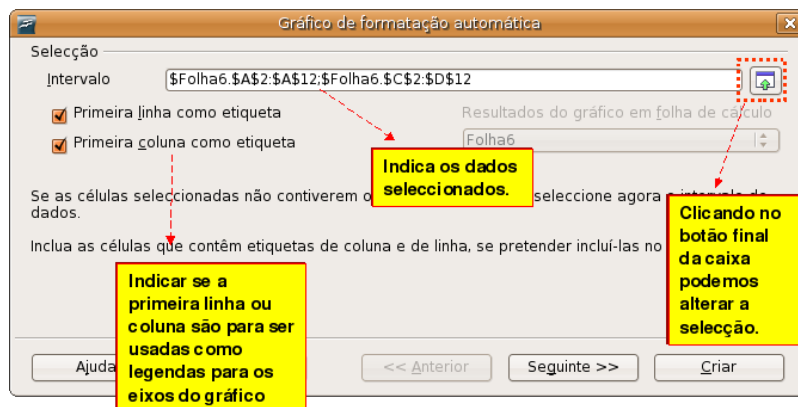 Gráfico de formatação automática
Selecção
Intervalo
$Folha6.$A$2:$A$12;$Folha6.$C$2:$D$12
Primeira linha como etiqueta
Resultados do gráfico em folha de cálculo
Primeira coluna como etiqueta
Folha6
Indica os dados
seleccionados.
Se as células seleccionadas não contiverem o seleccione agora o intervalo de
dados.
Inclua as células que contêm etiquetas de coluna e de linha, se pretender incluí-las no
Clicando no
botão final
da caixa
podemos
alterar a
selecção.
Indicar se a
primeira linha ou
coluna são para ser
usadas como
legendas para os
eixos do gráfico
Ajuda
<< Anterior
Seguinte >>
Criar